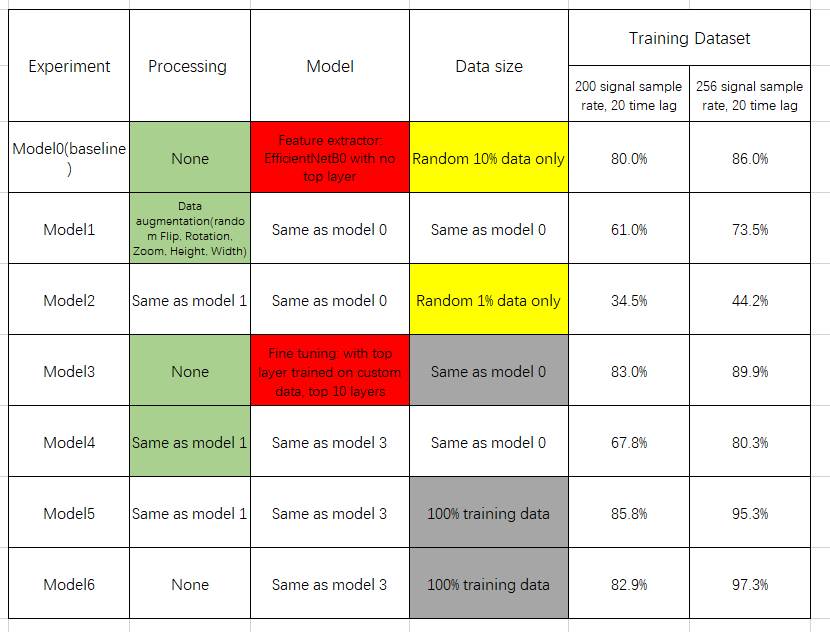 Experiment
Processing
Model
Data size
Training Dataset
200 signal sample
rate, 20 time lag
256 signal sample
rate, 20 time lag
Model0(baseline
)
None
Feature extractor:
EfficientNetB0 with no
top layer
Random 10% data only
80.0%
86.0%
Model1
Data
augmentation(rando
m Flip, Rotation,
Zoom, Height, Width)
Same as model 0
Same as model 0
61.0%
73.5%
Model2
Same as model 1
Same as model 0
Random 1% data only
34.5%
44.2%
Model3
None
Fine tuning: with top
layer trained on custom
data, top 10 layers
Same as model 0
83.0%
89.9%
Model4
Same as model 1
Same as model 3
Same as model 0
67.8%
80.3%
Model5
Same as model 1
Same as model 3
100% training data
85.8%
95.3%
Model6
None
Same as model 3
100% training data
82.9%
97.3%